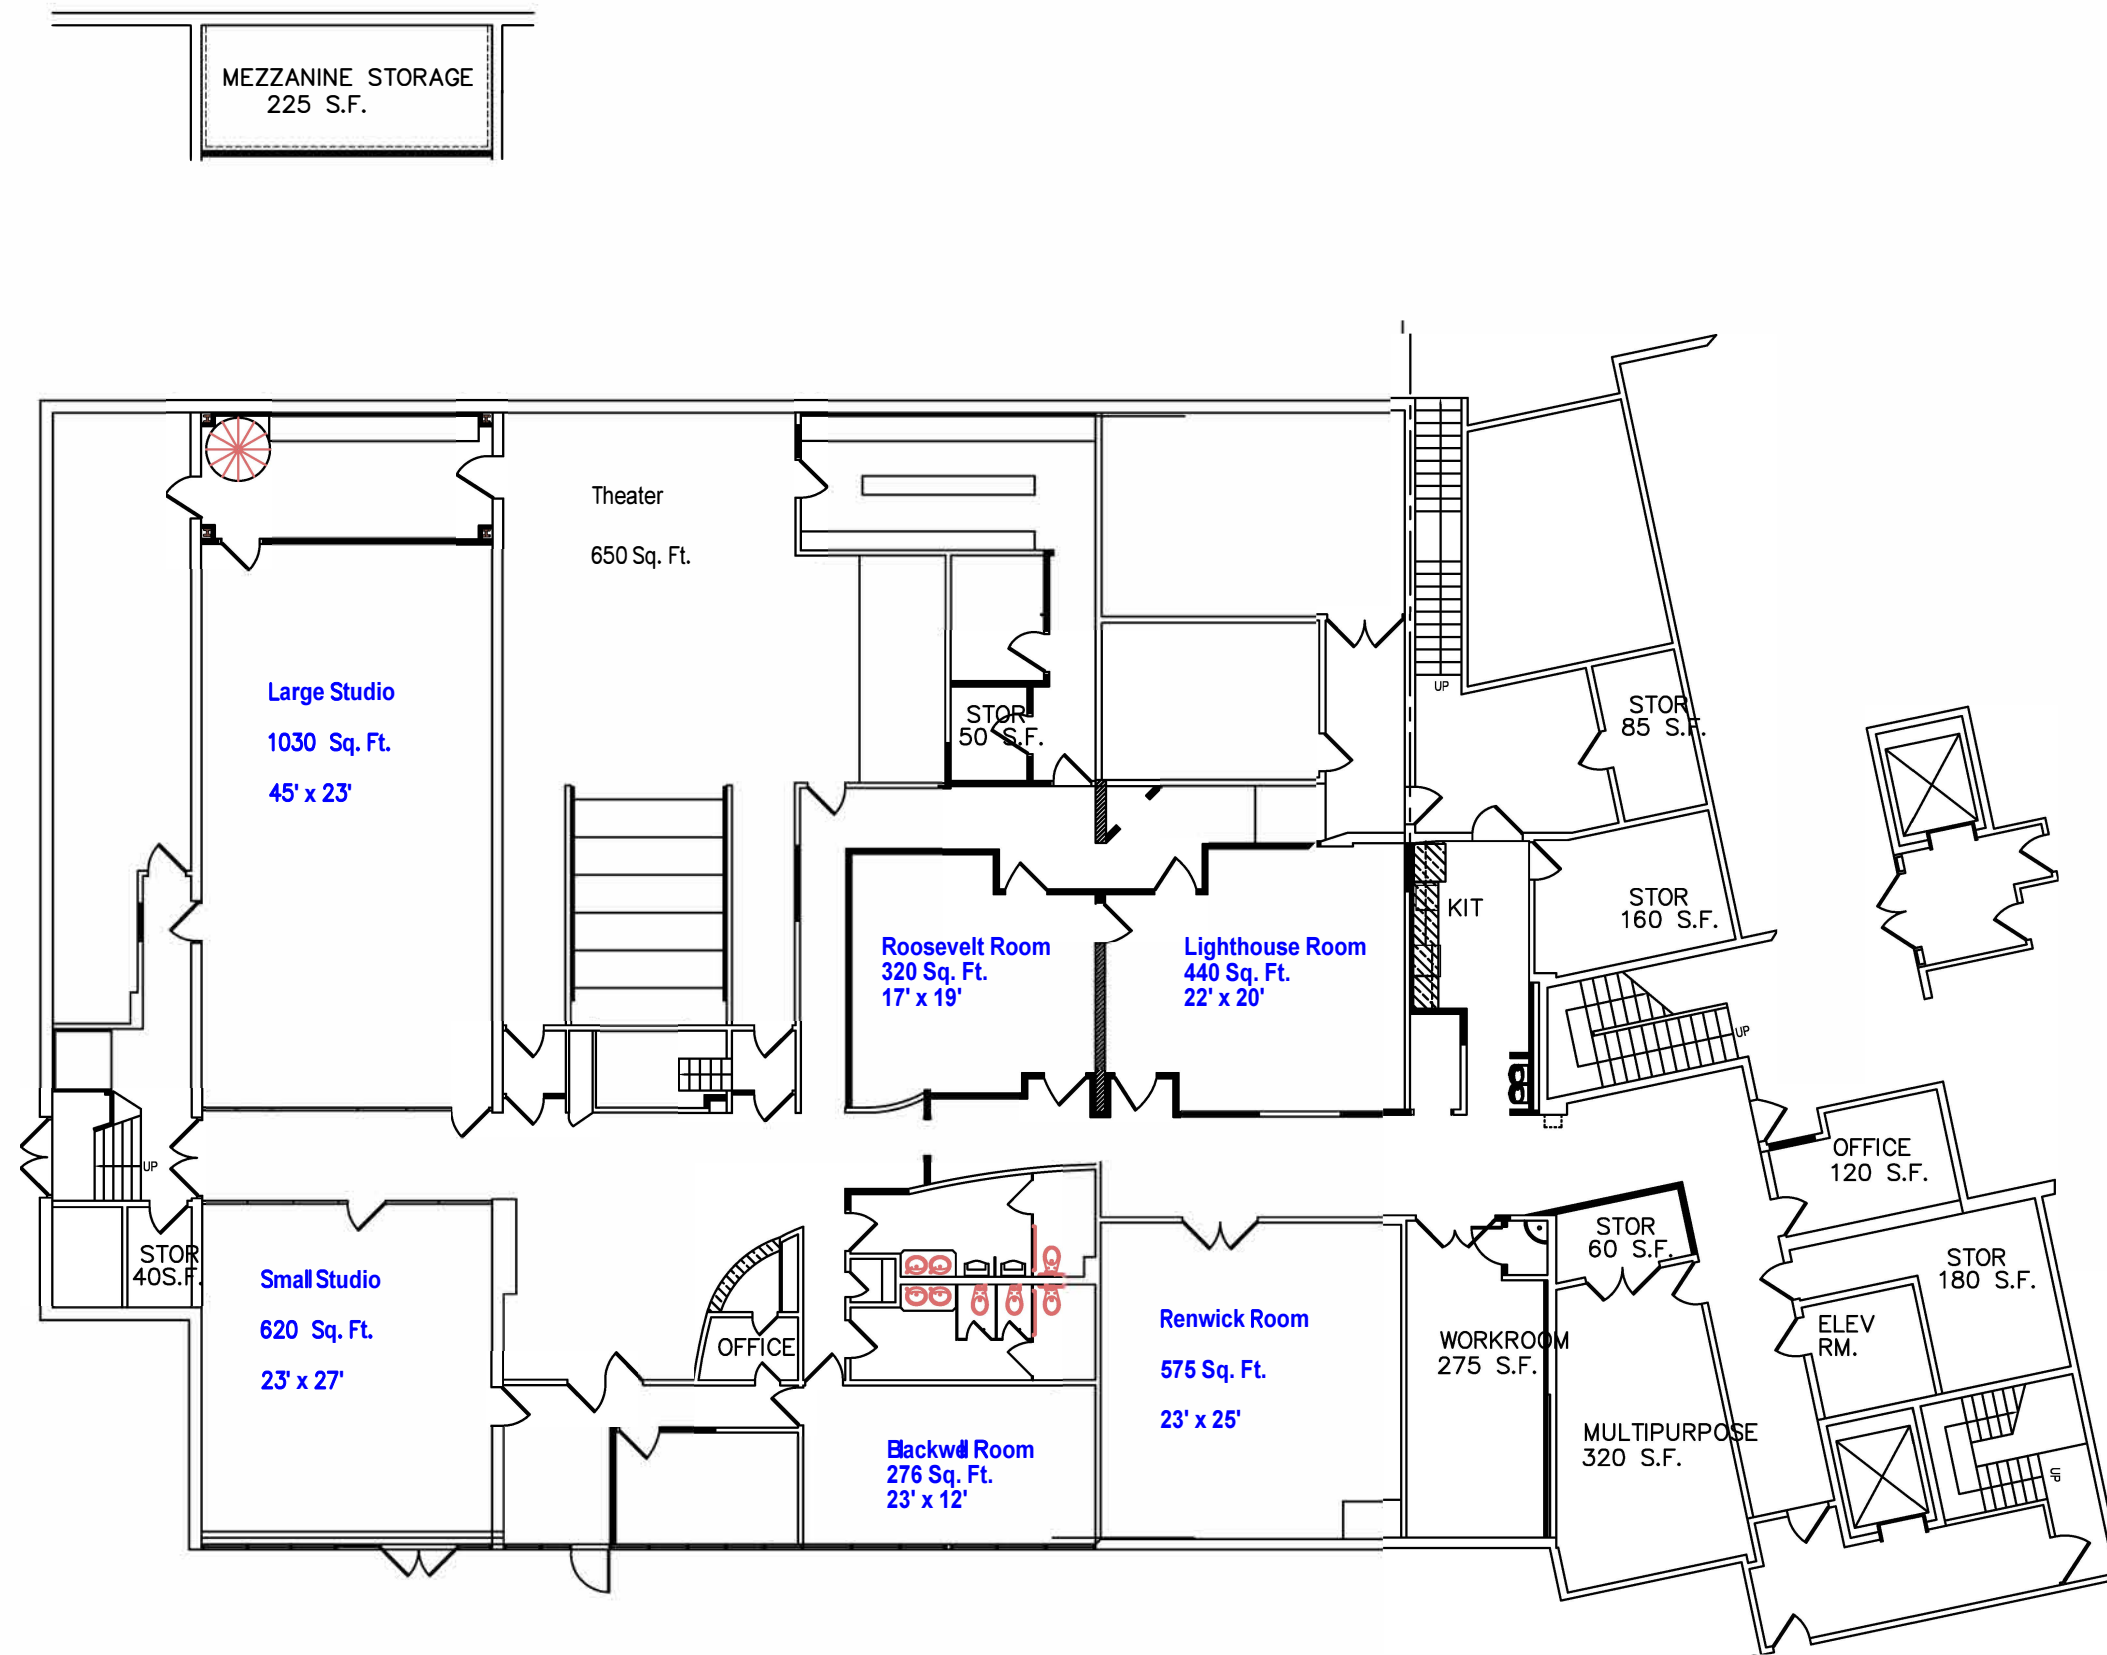 MEZZANINE STORAGE
225 S.F.
Theater
650 Sq. Ft.
Large Studio
1030 Sq. Ft.
45' x 23'
STOR
50 S.F.
UP
STOR
85 S.F.
KIT
STOR
160 S.F.
Roosevelt Room
320 Sq. Ft.
17' x 19'
Lighthouse Room
440 Sq. Ft.
22' x 20'
UP
UP
OFFICE
120 S.F.
STOR
40S.F.
Small Studio
620 Sq. Ft.
23' x 27'
OFFICE
Renwick Room
575 Sq. Ft.
23' x 25'
STOR
60 S.F.
STOR
180 S.F.
ELEV
RM.
WORKROOM
275 S.F.
MULTIPURPOSE
320 S.F.
UP
Blackwell Room
276 Sq. Ft.
23' x 12'